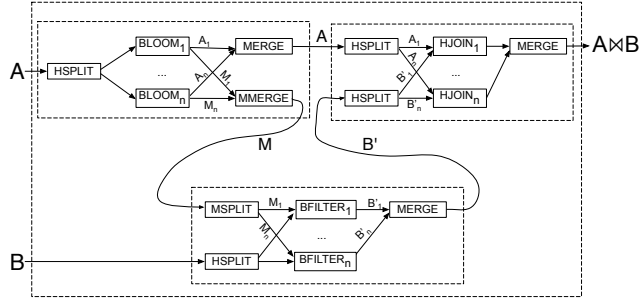 A
HSPLIT
BLOOM1
...
BLOOMn
A1
An
M1
Mn
MERGE
MMERGE
A
HSPLIT
HSPLIT
A1
An
B'1
B'n
HJOIN1
...
HJOINn
MERGE
A⋈B
M
B'
MSPLIT
M1
Mn
BFILTER1
...
BFILTERn
B'1
B'n
MERGE
B
HSPLIT